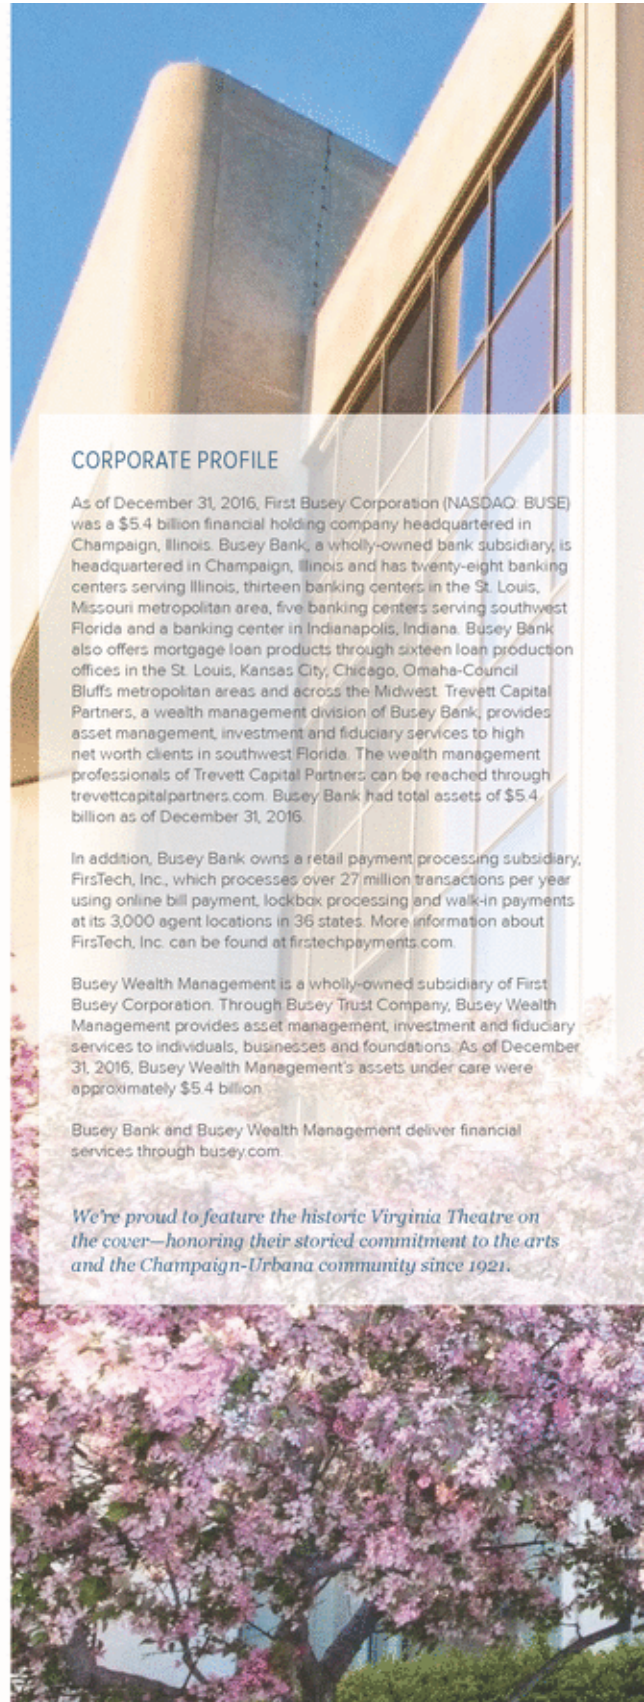 CORPORATE PROFILE
As of December 31, 2016, First Busey Corporation (NASDAQ: BUSE)
was a $5.4 billion financial holding company headquartered in
Champaign, Illinois. Busey Bank, a wholly-owned bank subsidiary, is
headquartered in Champaign, Illinois and has twenty-eight banking
centers serving Illinois, thirteen banking centers in the St. Louis,
Missouri metropolitan area, five banking centers serving southwest
Florida and a banking center in Indianapolis, Indiana. Busey Bank
also offers mortgage loan products through sixteen loan production
offices in the St. Louis, Kansas City, Chicago, Omaha-Council
Bluffs metropolitan areas and across the Midwest. Trevett Capital
Partners, a wealth management division of Busey Bank, provides
asset management, investment and fiduciary services to high
net worth clients in southwest Florida. The wealth management
professionals of Trevett Capital Partners can be reached through
trevettcapitalpartners.com. Busey Bank had total assets of $5.4
billion as of December 31, 2016.
In addition, Busey Bank owns a retail payment processing subsidiary,
FirsTech, Inc., which processes over 27 million transactions per year
using online bill payment, lockbox processing and walk-in payments
at its 3,000 agent locations in 36 states. More information about
FirsTech, Inc. can be found at firstechpayments.com.
Busey Wealth Management is a wholly-owned subsidiary of First
Busey Corporation. Through Busey Trust Company, Busey Wealth
Management provides asset management, investment and fiduciary
services to individuals, businesses and foundations. As of December
31, 2016, Busey Wealth Management's assets under care were
approximately $5.4 billion.
Busey Bank and Busey Wealth Management deliver financial
services through busey.com.
We're proud to feature the historic Virginia Theatre on
the cover—honoring their storied commitment to the arts
and the Champaign-Urbana community since 1921.